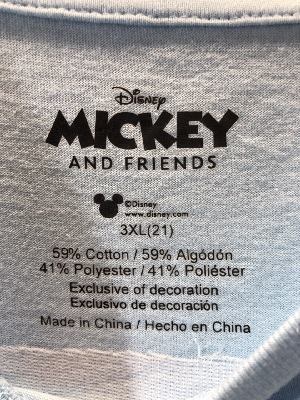 Disney
MICKEY
AND FRIENDS
©Disney
www.disney.com
3XL(21)
59% Cotton / 59% Algódón
41% Polyester / 41% Poliéster
Exclusive of decoration
Exclusivo de decoración
Made in China / Hecho en China